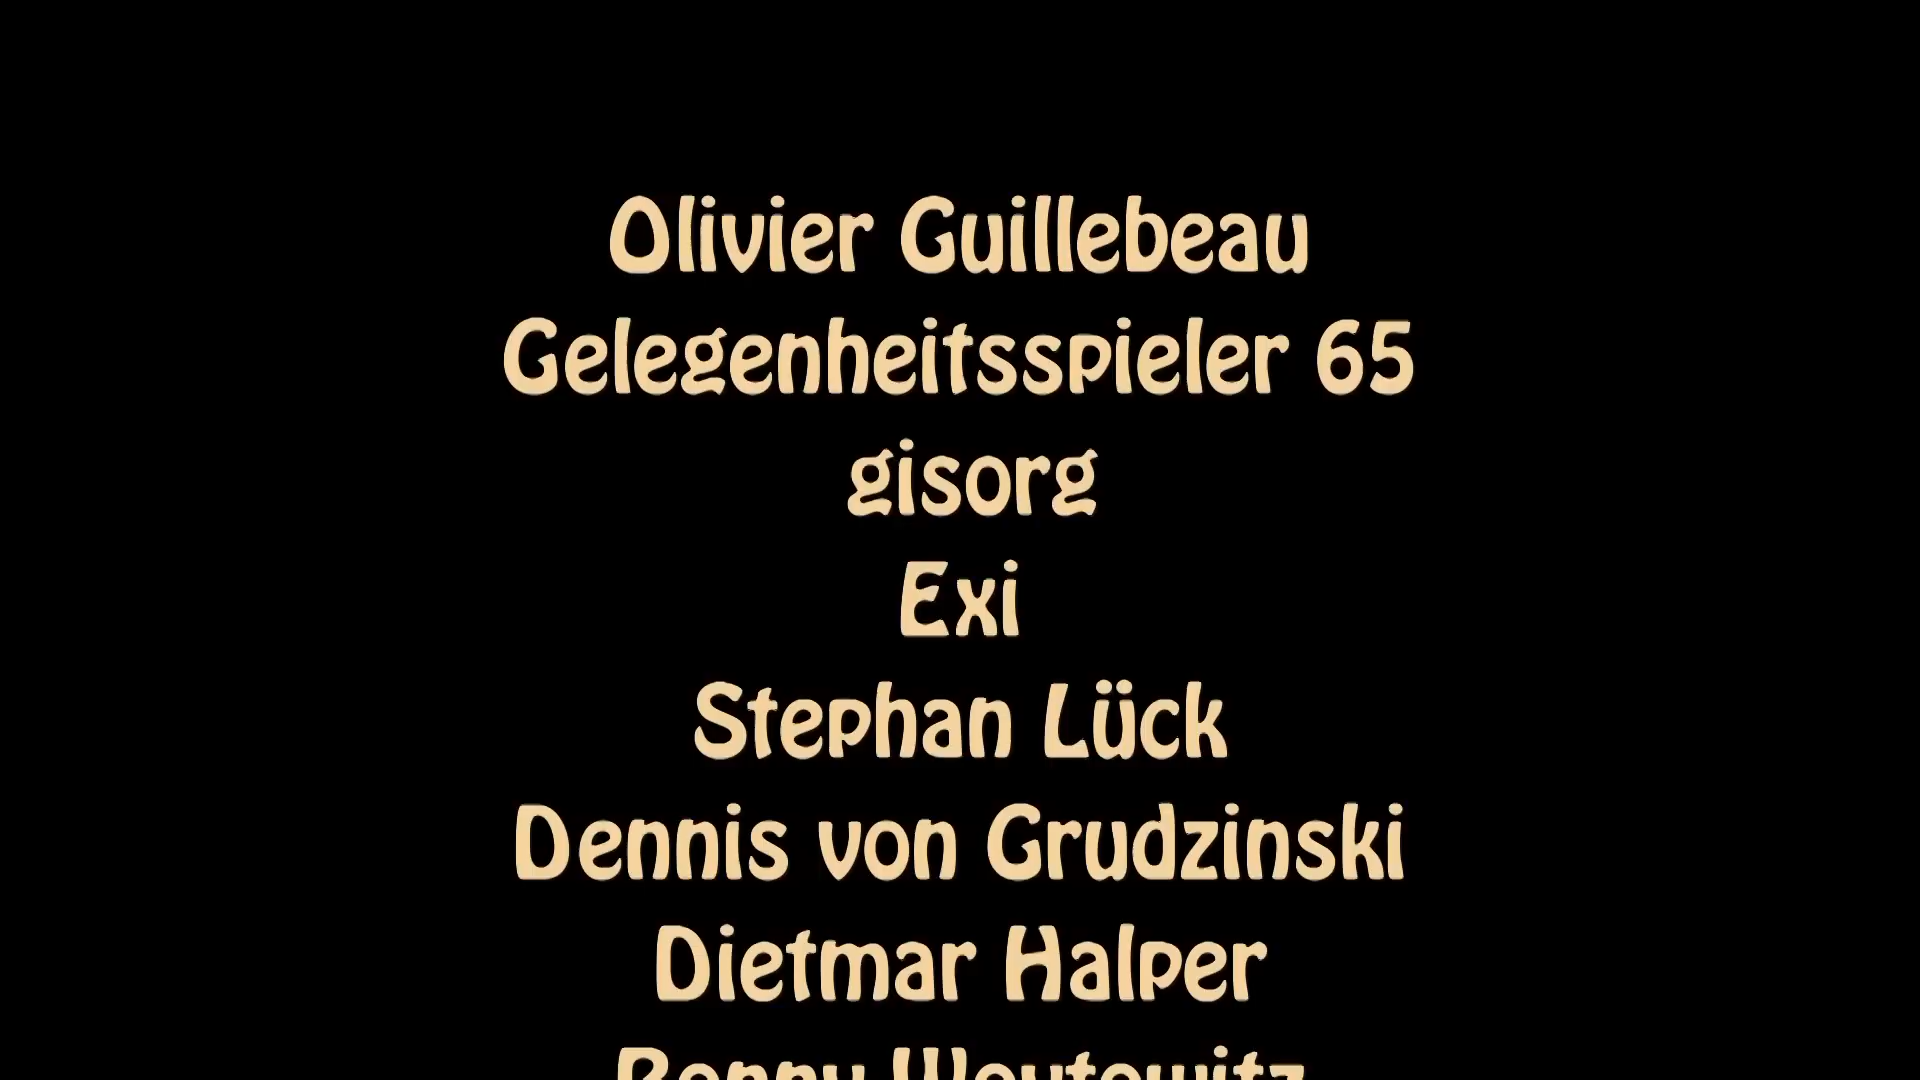 Olivier Guillebeau
Gelegenheitsspieler 65
gisorg
Exi
Stephan Lück
Dennis von Grudzinski
Dietmar Halper